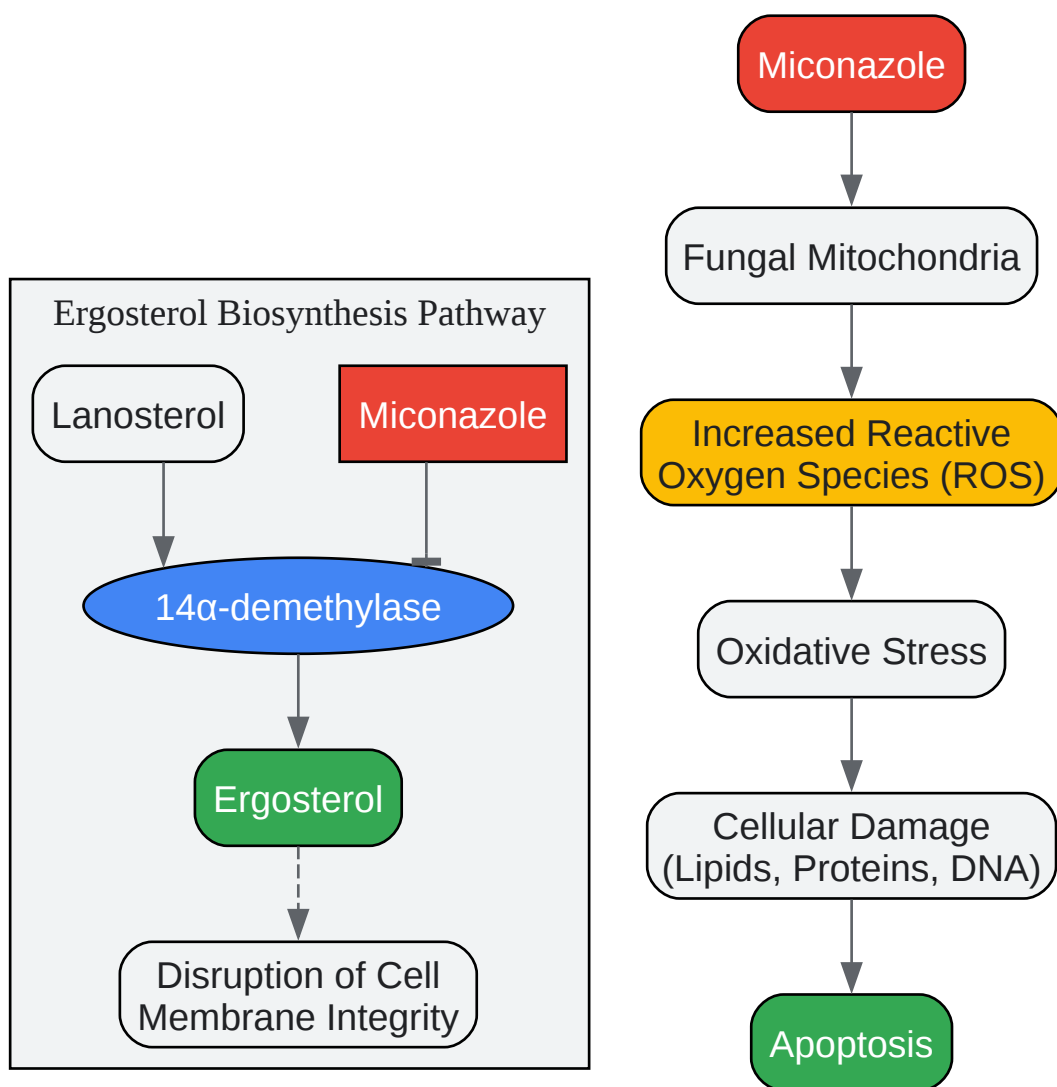 Ergosterol Biosynthesis Pathway
Lanosterol
Miconazole
14α-demethylase
Ergosterol
Disruption of Cell
Membrane Integrity
Miconazole
Fungal Mitochondria
Increased Reactive
Oxygen Species (ROS)
Oxidative Stress
Cellular Damage
(Lipids, Proteins, DNA)
Apoptosis